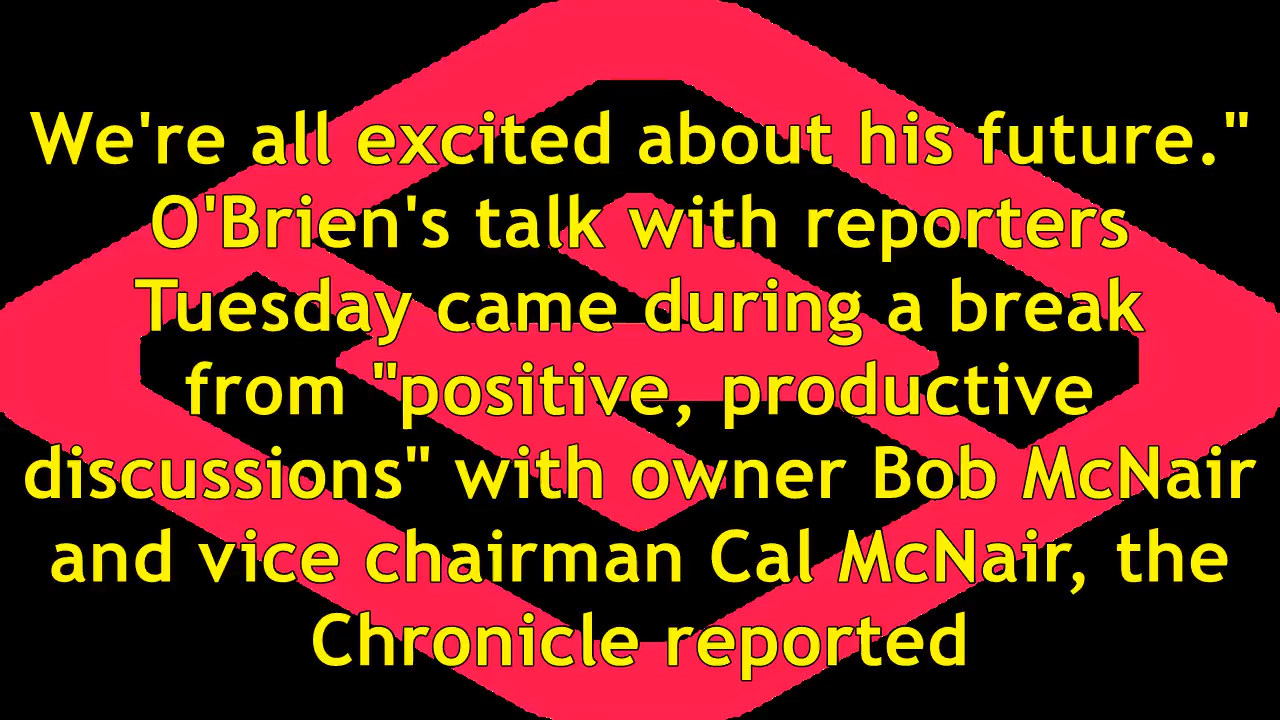 We're all excited about his future."
O'Brien's talk with reporters
Tuesday came during a break
from "positive, productive
discussions" with owner Bob McNair
and vice chairman Cal McNair, the
Chronicle reported